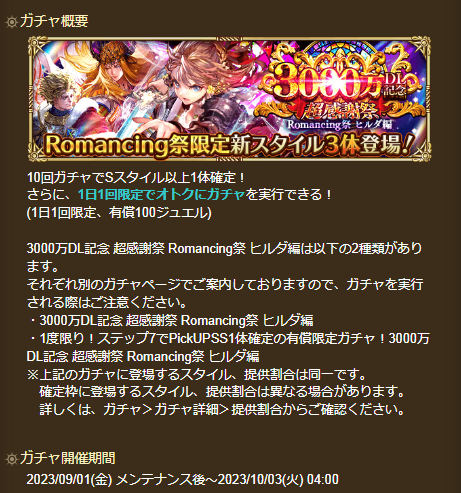 ガチャ概要
3000万DL記念
超感謝祭
Romancing祭 ヒルダ編
Romancing祭限定新スタイル3体登場!
10回ガチャでSスタイル以上1体確定！
さらに、1日1回限定でオトクにガチャを実行できる！
(1日1回限定、有償100ジュエル)
3000万DL記念 超感謝祭 Romancing祭 ヒルダ編は以下の2種類があり
ます。
それぞれ別のガチャページでご案内しておりますので、ガチャを実行
される際はご注意ください。
・3000万DL記念 超感謝祭 Romancing祭 ヒルダ編
・1度限り！ステップ7でPickUPSS1体確定の有償限定ガチャ！3000万
DL記念 超感謝祭 Romancing祭 ヒルダ編
※上記のガチャに登場するスタイル、提供割合は同一です。
確定枠に登場するスタイル、提供割合は異なる場合があります。
詳しくは、ガチャ＞ガチャ詳細＞提供割合からご確認ください。
ガチャ開催期間
2023/09/01(金) メンテナンス後～2023/10/03(火) 04:00